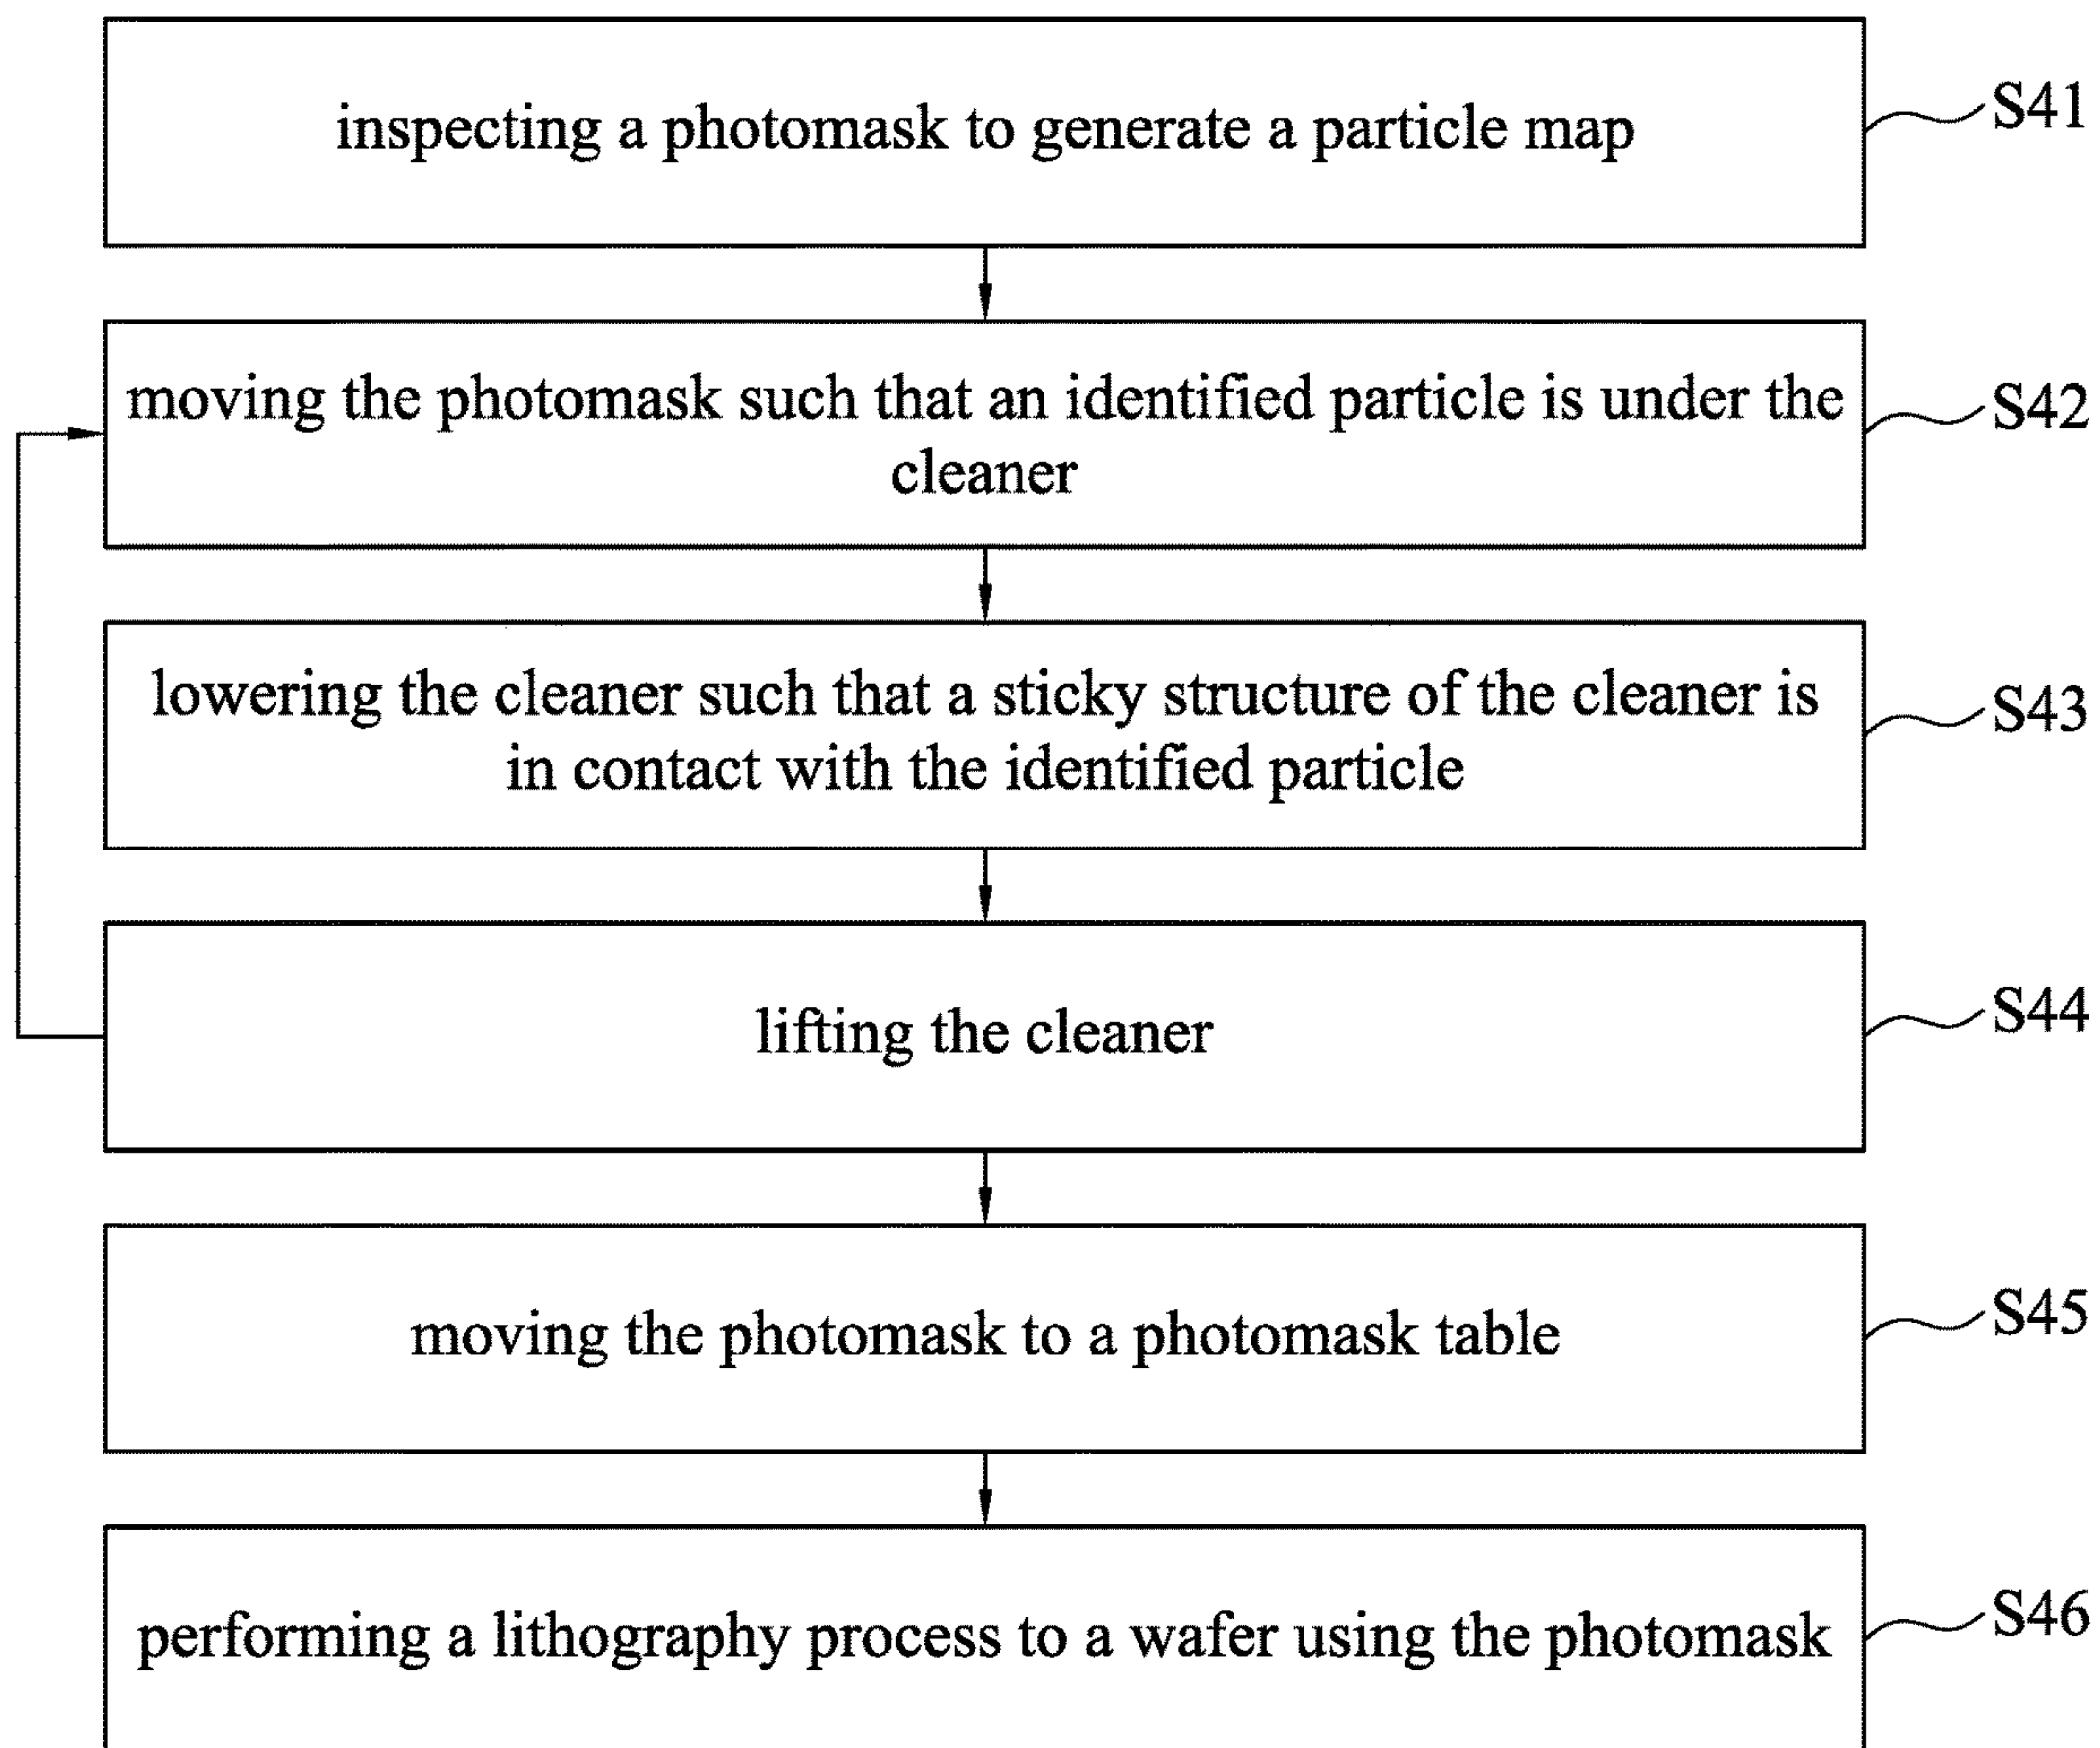 inspecting a photomask to generate a particle map
S41
moving the photomask such that an identified particle is under the
cleaner
S42
lowering the cleaner such that a sticky structure of the cleaner is
in contact with the identified particle
S43
lifting the cleaner
S44
moving the photomask to a photomask table
S45
performing a lithography process to a wafer using the photomask
S46